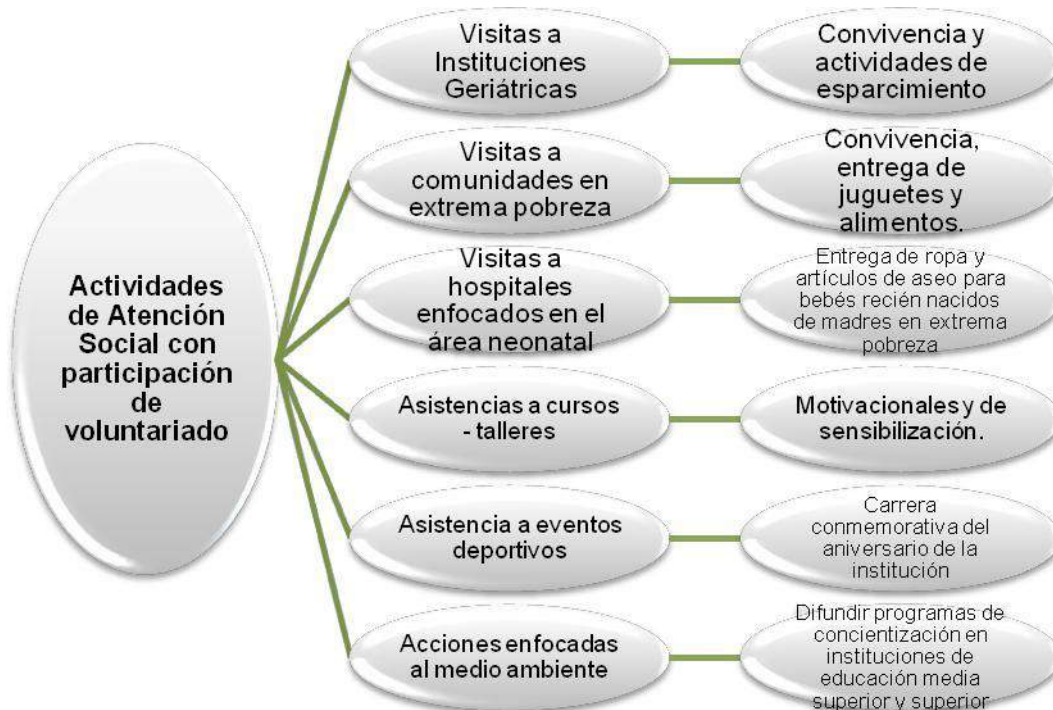 Actividades
de Atención
Social con
participación
de
voluntariado
Visitas a
Instituciones
Geriátricas
Convivencia y
actividades de
esparcimiento
Visitas a
comunidades en
extrema pobreza
Convivencia,
entrega de
juguetes y
alimentos.
Visitas a
hospitales
enfocados en el
área neonatal
Entrega de ropa y
artículos de aseo para
bebés recién nacidos
de madres en extrema
pobreza
Asistencias a cursos
- talleres
Motivacionales y de
sensibilización.
Asistencia a eventos
deportivos
Carrera
conmemorativa del
aniversario de la
institución
Acciones enfocadas
al medio ambiente
Difundir programas de
concientización en
instituciones de
educación media
superior y superior